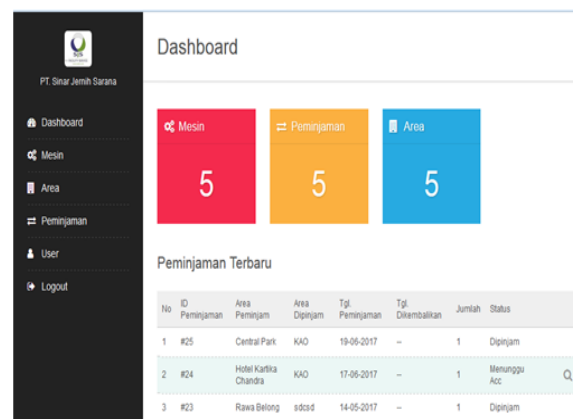 PT. Sinar Jernih Sarana
Dashboard
Mesin
Area
Peminjaman
User
Logout
Dashboard
Mesin
5
Peminjaman
5
Area
5
Peminjaman Terbaru
No ID Peminjaman Area Peminjam Area Dipinjam Tgl. Peminjaman Tgl. Dikembalikan Jumlah Status
1 #25 Central Park KAO 19-06-2017 -- 1 Dipinjam
2 #24 Hotel Kartika Chandra KAO 17-06-2017 -- 1 Menunggu Acc
3 #23 Rawa Belong sdcsd 14-05-2017 -- 1 Dipinjam